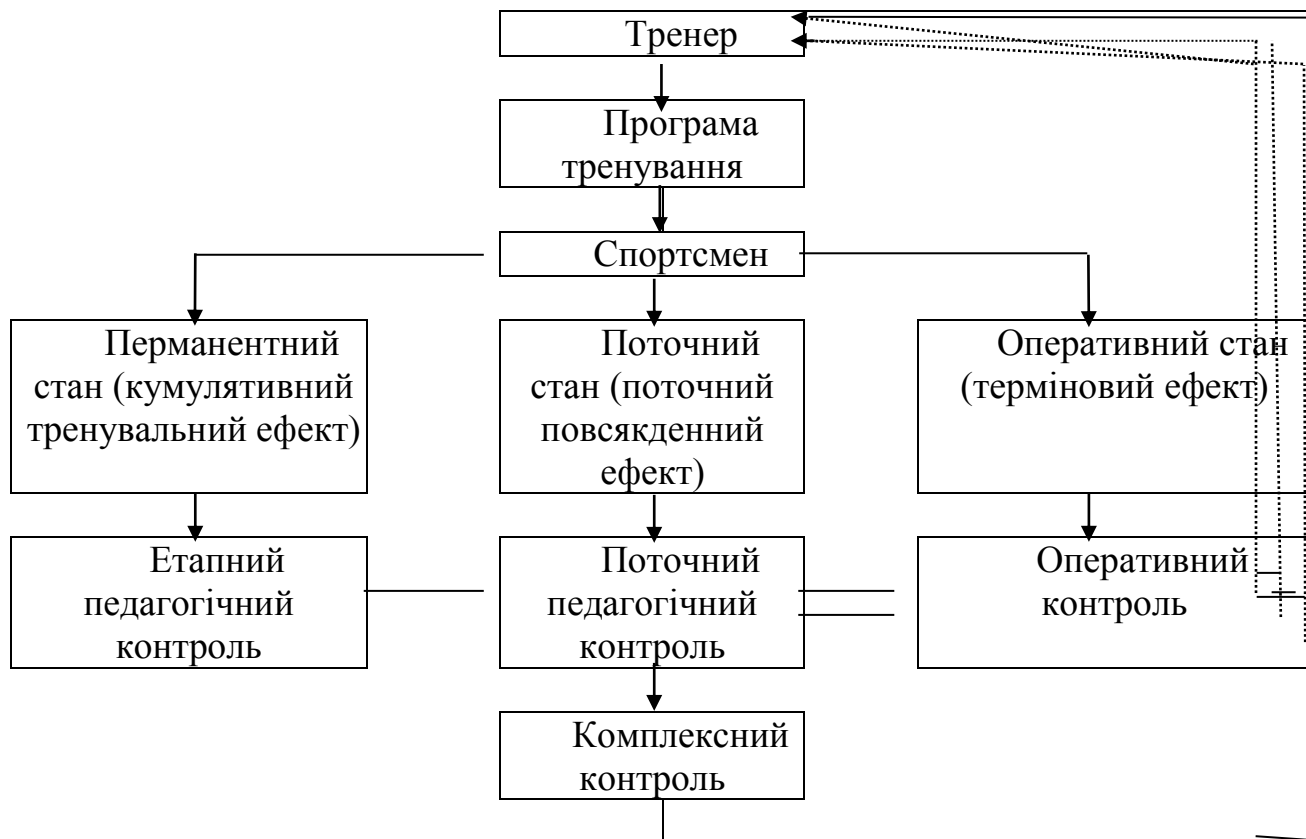 Тренер
Програма
тренування
Спортсмен
Перманентний
стан (кумулятивний
тренувальний ефект)
Поточний
стан (поточний
повсякденний
ефект)
Оперативний стан
(терміновий ефект)
Етапний
педагогічний
контроль
Поточний
педагогічний
контроль
Оперативний
контроль
Комплексний
контроль